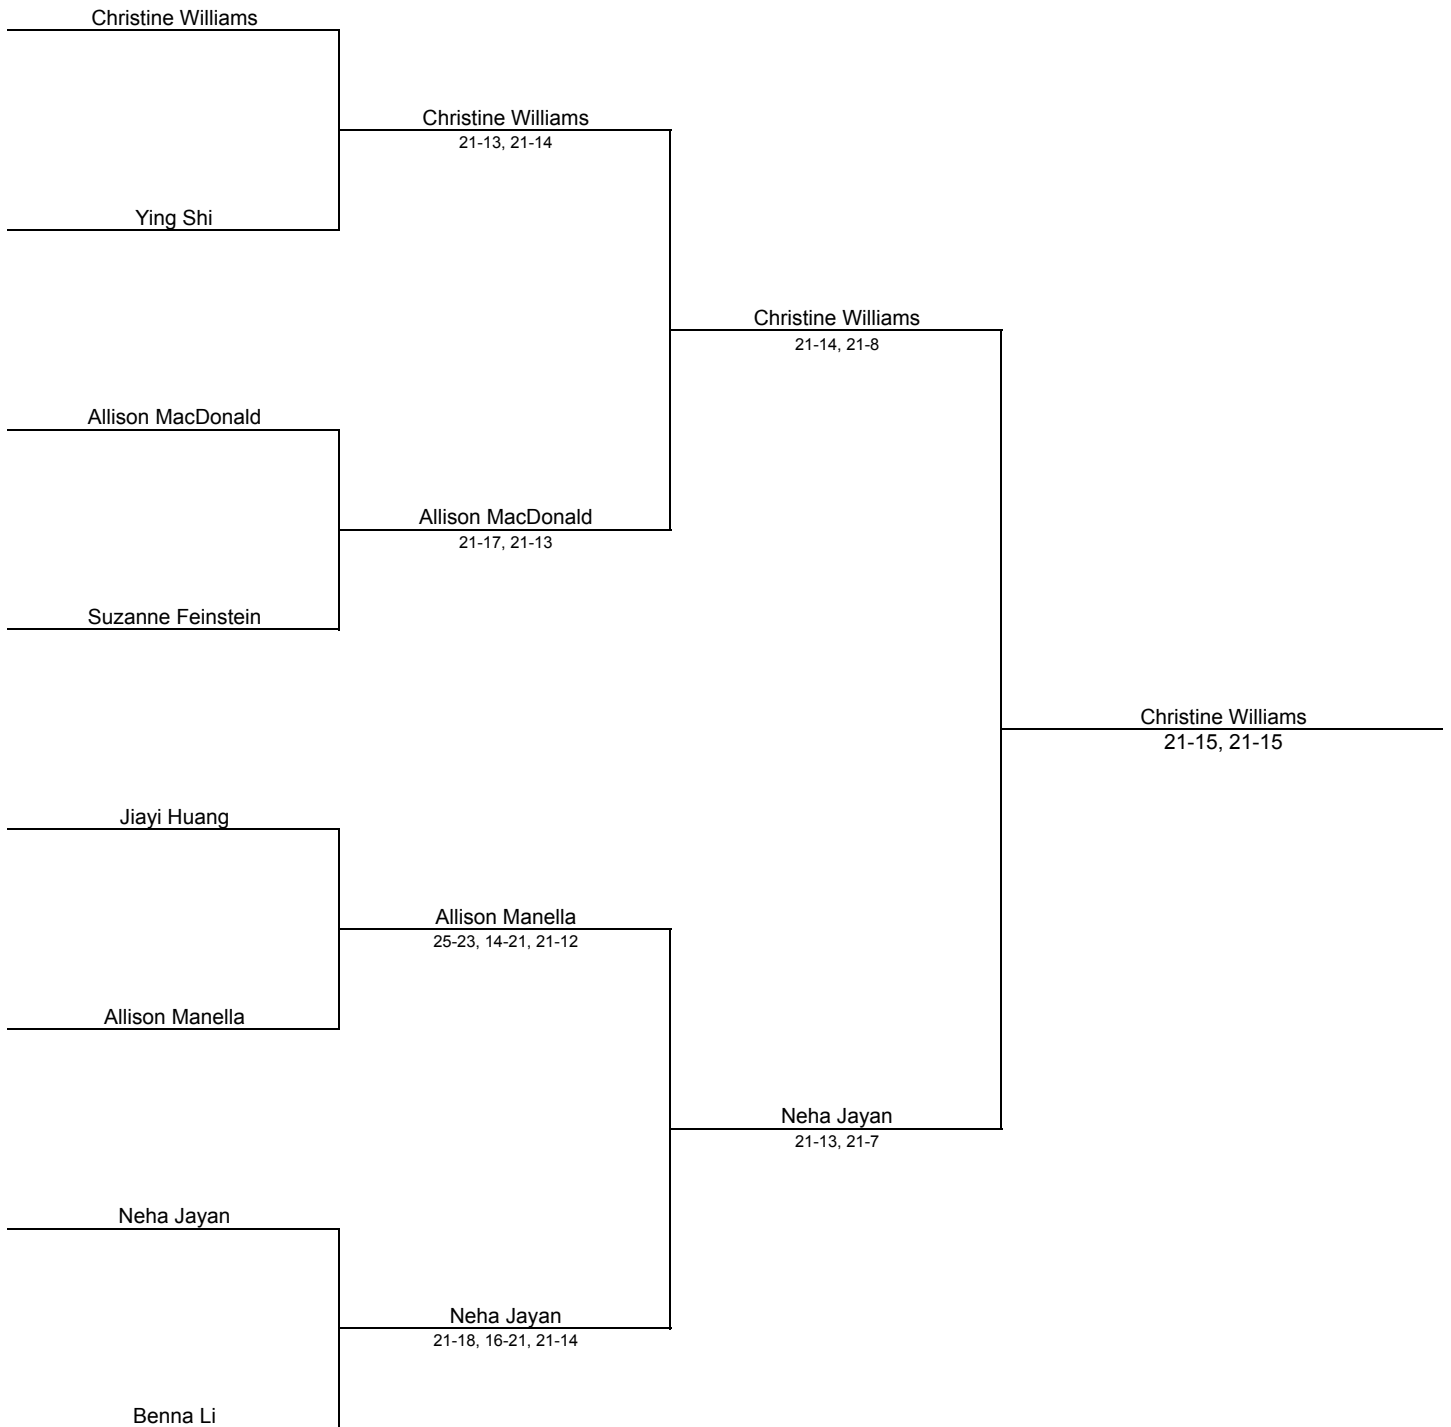 Christine Williams
Christine Williams
21-13, 21-14
Ying Shi
Christine Williams
21-14, 21-8
Allison MacDonald
Allison MacDonald
21-17, 21-13
Suzanne Feinstein
Christine Williams
21-15, 21-15
Jiayi Huang
Allison Manella
25-23, 14-21, 21-12
Allison Manella
Neha Jayan
21-13, 21-7
Neha Jayan
Neha Jayan
21-18, 16-21, 21-14
Benna Li